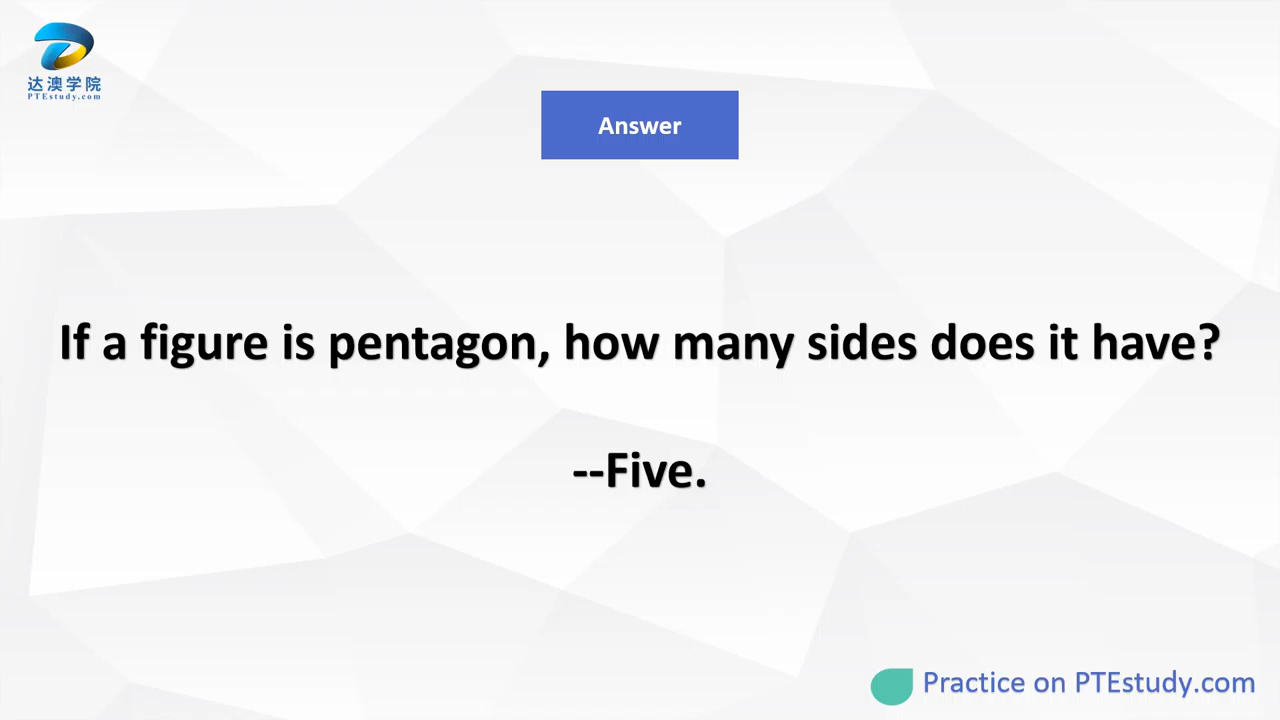 达澳学院
PTEstudy.com
Answer
If a figure is pentagon, how many sides does it have?
--Five.
Practice on PTEstudy.com